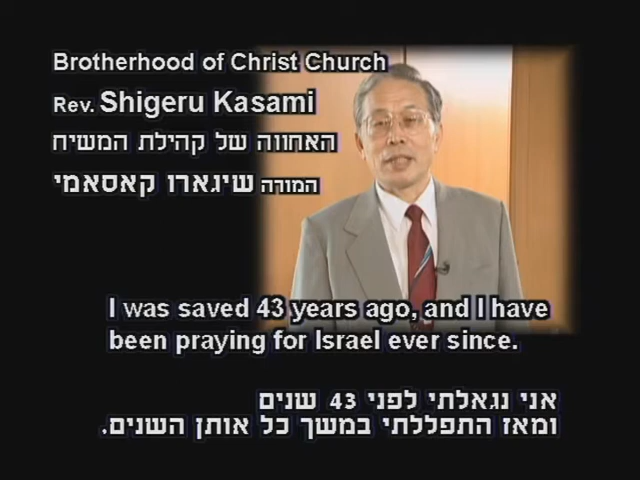 Brotherhood of Christ Church
Rev. Shigeru Kasami
האחווה של קהילת המשיח
המורה שיגארו קאסאמי
I was saved 43 years ago, and I have
been praying for Israel ever since.
אני נגאלתי לפני 43 שנים
ומאז התפללתי במשך כל אותן השנים.